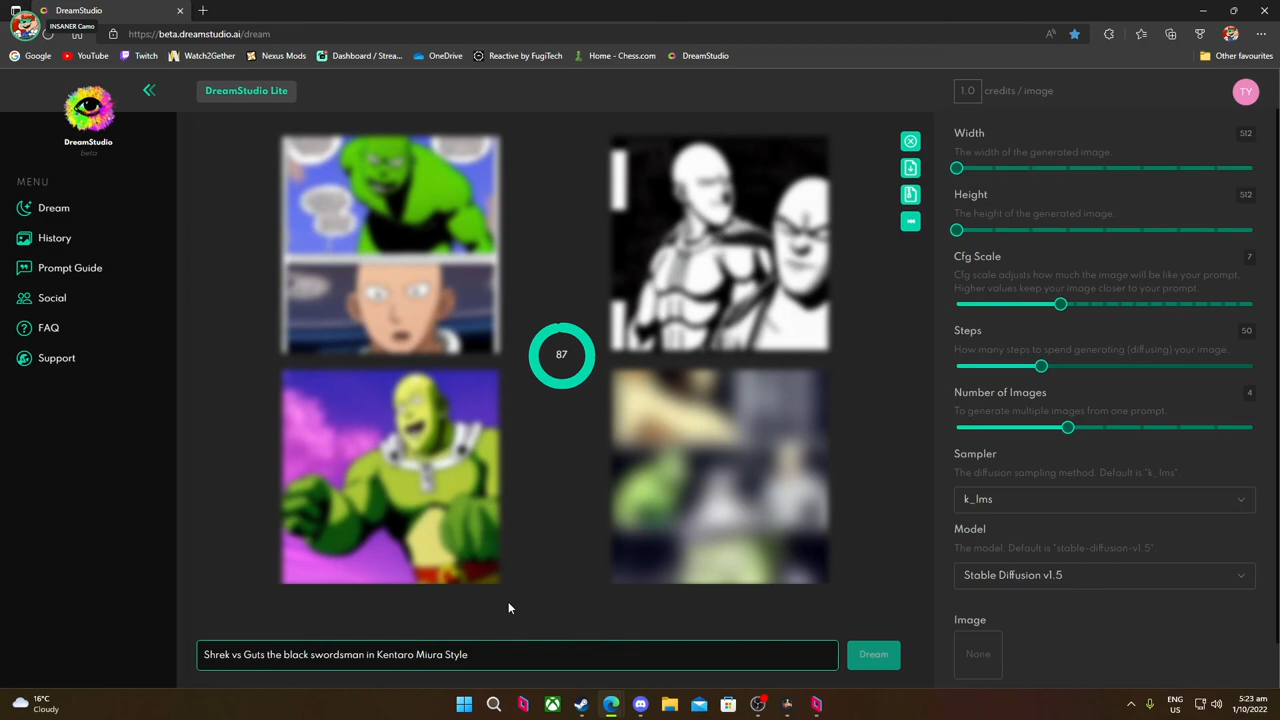 DreamStudio
INSANER Camo
https://beta.dreamstudio.ai/dream
Google
YouTube
Twitch
Watch2Gether
Nexus Mods
Dashboard / Strea...
OneDrive
Reactive by FugiTech
Home - Chess.com
DreamStudio
Other favourites
DreamStudio
beta
MENU
Dream
History
Prompt Guide
Social
FAQ
Support
DreamStudio Lite
87
Shrek vs Guts the black swordsman in Kentaro Miura Style
Dream
1.0 credits / image
TY
Width 512
The width of the generated image.
Height 512
The height of the generated image.
Cfg Scale 7
Cfg scale adjusts how much the image will be like your prompt.
Higher values keep your image closer to your prompt.
Steps 50
How many steps to spend generating (diffusing) your image.
Number of Images 4
To generate multiple images from one prompt.
Sampler
The diffusion sampling method. Default is "k_lms".
k_lms
Model
The model. Default is "stable-diffusion-v1.5".
Stable Diffusion v1.5
Image
None
16°C
Cloudy
ENG
US
5:23 am
1/10/2022